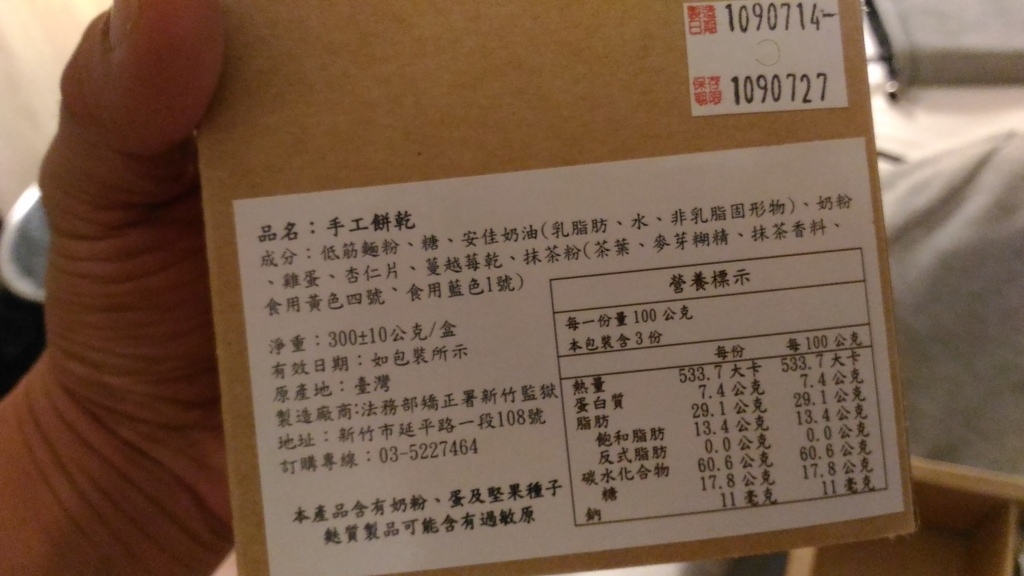 製造日期 1090714-
保存期限 1090727
品名：手工餅乾
成分：低筋麵粉、糖、安佳奶油(乳脂肪、水、非乳脂固形物)、奶粉
、雞蛋、杏仁片、蔓越莓乾、抹茶粉(茶葉、麥芽糊精、抹茶香料、
食用黃色四號、食用藍色1號)
淨重：300±10公克/盒
有效日期：如包裝所示
原產地：臺灣
製造廠商:法務部矯正署新竹監獄
地址：新竹市延平路一段108號
訂購專線：03-5227464
本產品含有奶粉、蛋及堅果種子
麩質製品可能含有過敏原
營養標示
每一份量 100 公克
本包裝含 3 份
每份 每 100 公克
熱量 533.7 大卡 533.7 大卡
蛋白質 7.4 公克 7.4 公克
脂肪 29.1 公克 29.1 公克
飽和脂肪 13.4 公克 13.4 公克
反式脂肪 0.0 公克 0.0 公克
碳水化合物 60.6 公克 60.6 公克
糖 17.8 公克 17.8 公克
鈉 11 毫克 11 毫克